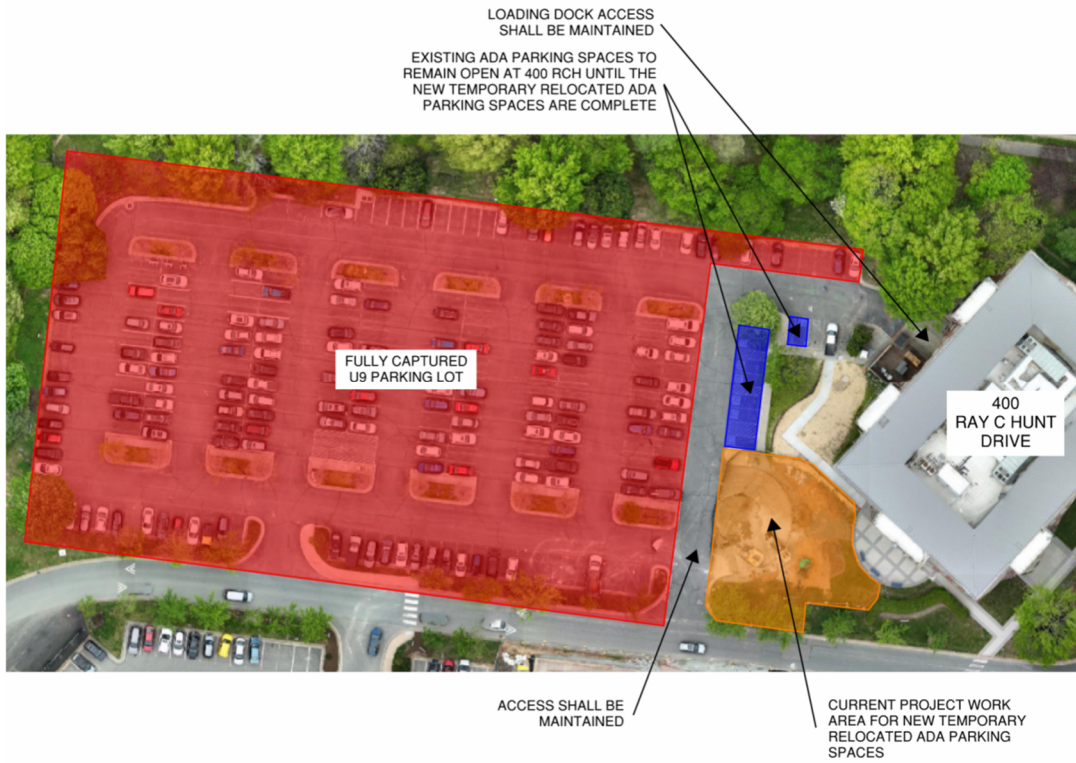 LOADING DOCK ACCESS
SHALL BE MAINTAINED
EXISTING ADA PARKING SPACES TO
REMAIN OPEN AT 400 RCH UNTIL THE
NEW TEMPORARY RELOCATED ADA
PARKING SPACES ARE COMPLETE
FULLY CAPTURED
U9 PARKING LOT
400
RAY C HUNT
DRIVE
ACCESS SHALL BE
MAINTAINED
CURRENT PROJECT WORK
AREA FOR NEW TEMPORARY
RELOCATED ADA PARKING
SPACES